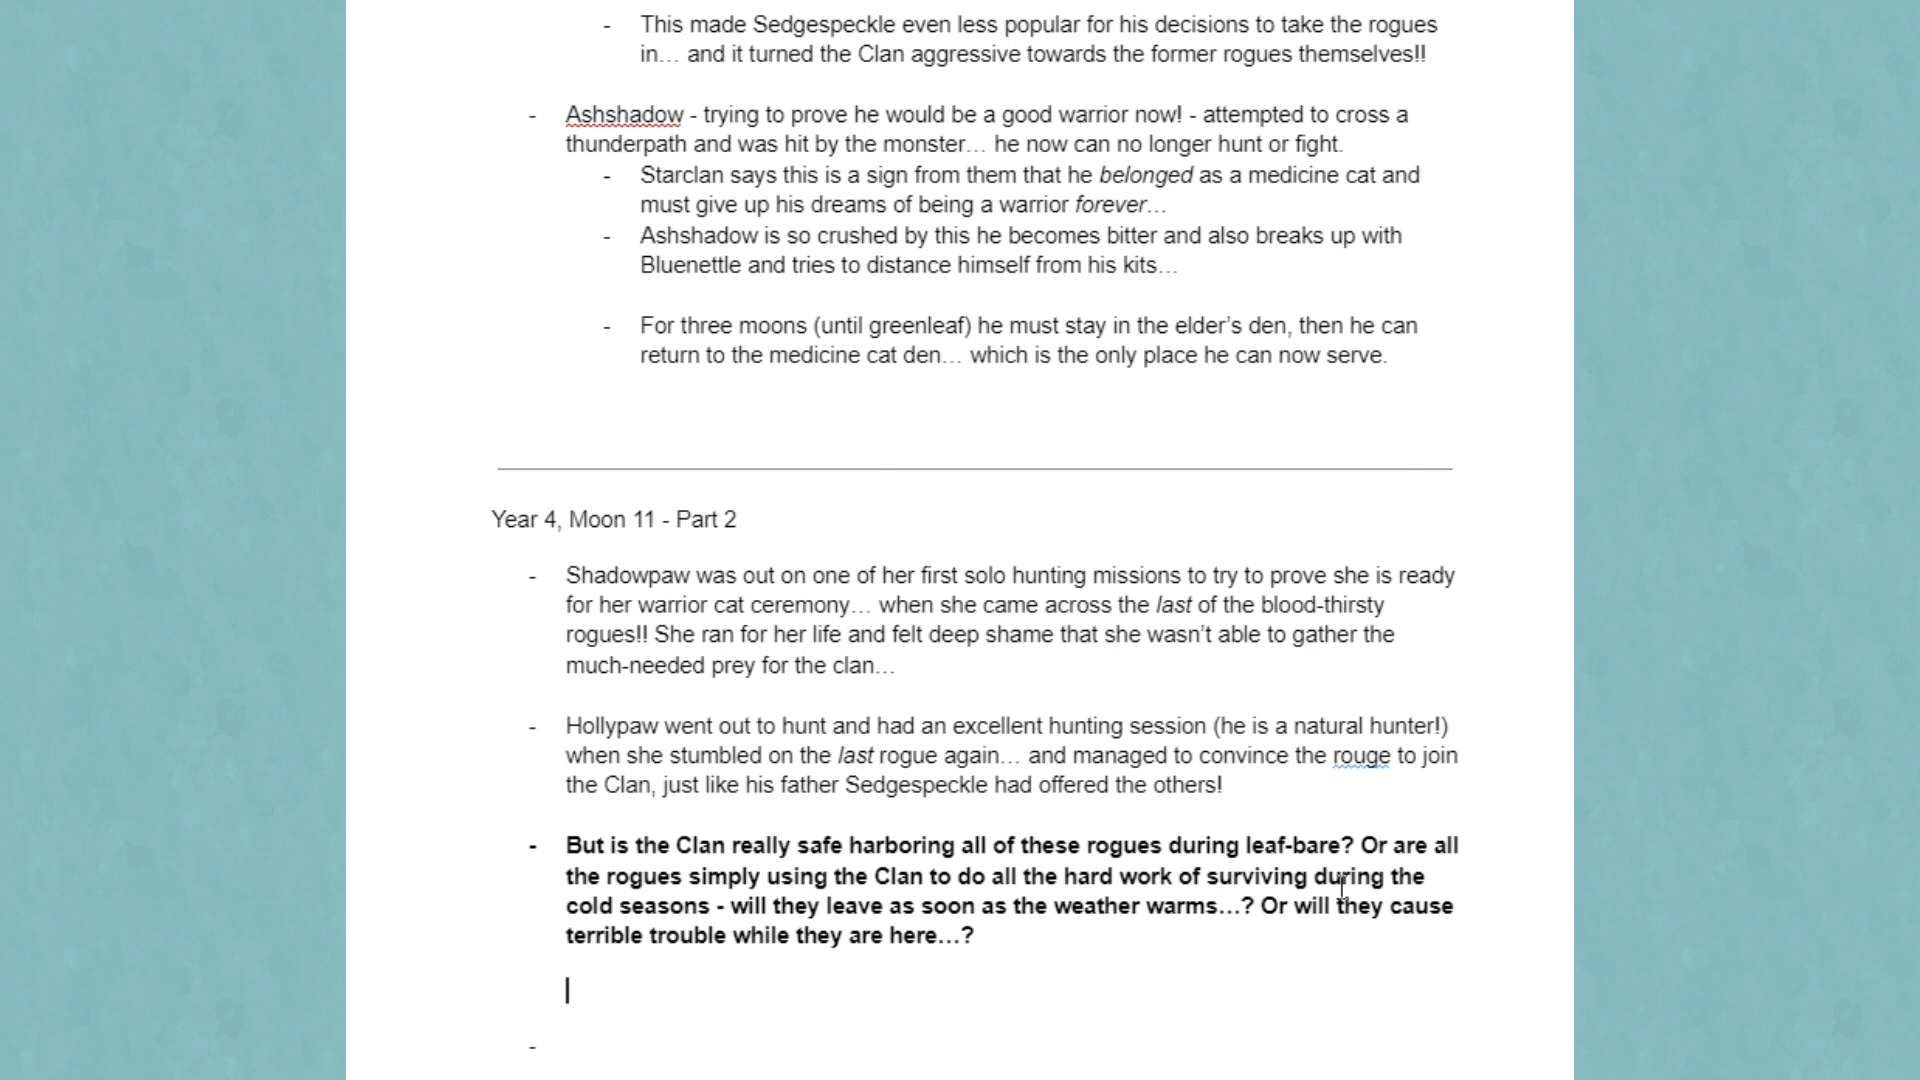 - This made Sedgespeckle even less popular for his decisions to take the rogues
in… and it turned the Clan aggressive towards the former rogues themselves!!
- Ashshadow - trying to prove he would be a good warrior now! - attempted to cross a
thunderpath and was hit by the monster… he now can no longer hunt or fight.
- Starclan says this is a sign from them that he belonged as a medicine cat and
must give up his dreams of being a warrior forever…
- Ashshadow is so crushed by this he becomes bitter and also breaks up with
Bluenettle and tries to distance himself from his kits…
- For three moons (until greenleaf) he must stay in the elder's den, then he can
return to the medicine cat den… which is the only place he can now serve.
Year 4, Moon 11 - Part 2
- Shadowpaw was out on one of her first solo hunting missions to try to prove she is ready
for her warrior cat ceremony… when she came across the last of the blood-thirsty
rogues!! She ran for her life and felt deep shame that she wasn't able to gather the
much-needed prey for the clan…
- Hollypaw went out to hunt and had an excellent hunting session (he is a natural hunter!)
when she stumbled on the last rogue again… and managed to convince the rouge to join
the Clan, just like his father Sedgespeckle had offered the others!
- But is the Clan really safe harboring all of these rogues during leaf-bare? Or are all
the rogues simply using the Clan to do all the hard work of surviving during the
cold seasons - will they leave as soon as the weather warms…? Or will they cause
terrible trouble while they are here…?
-